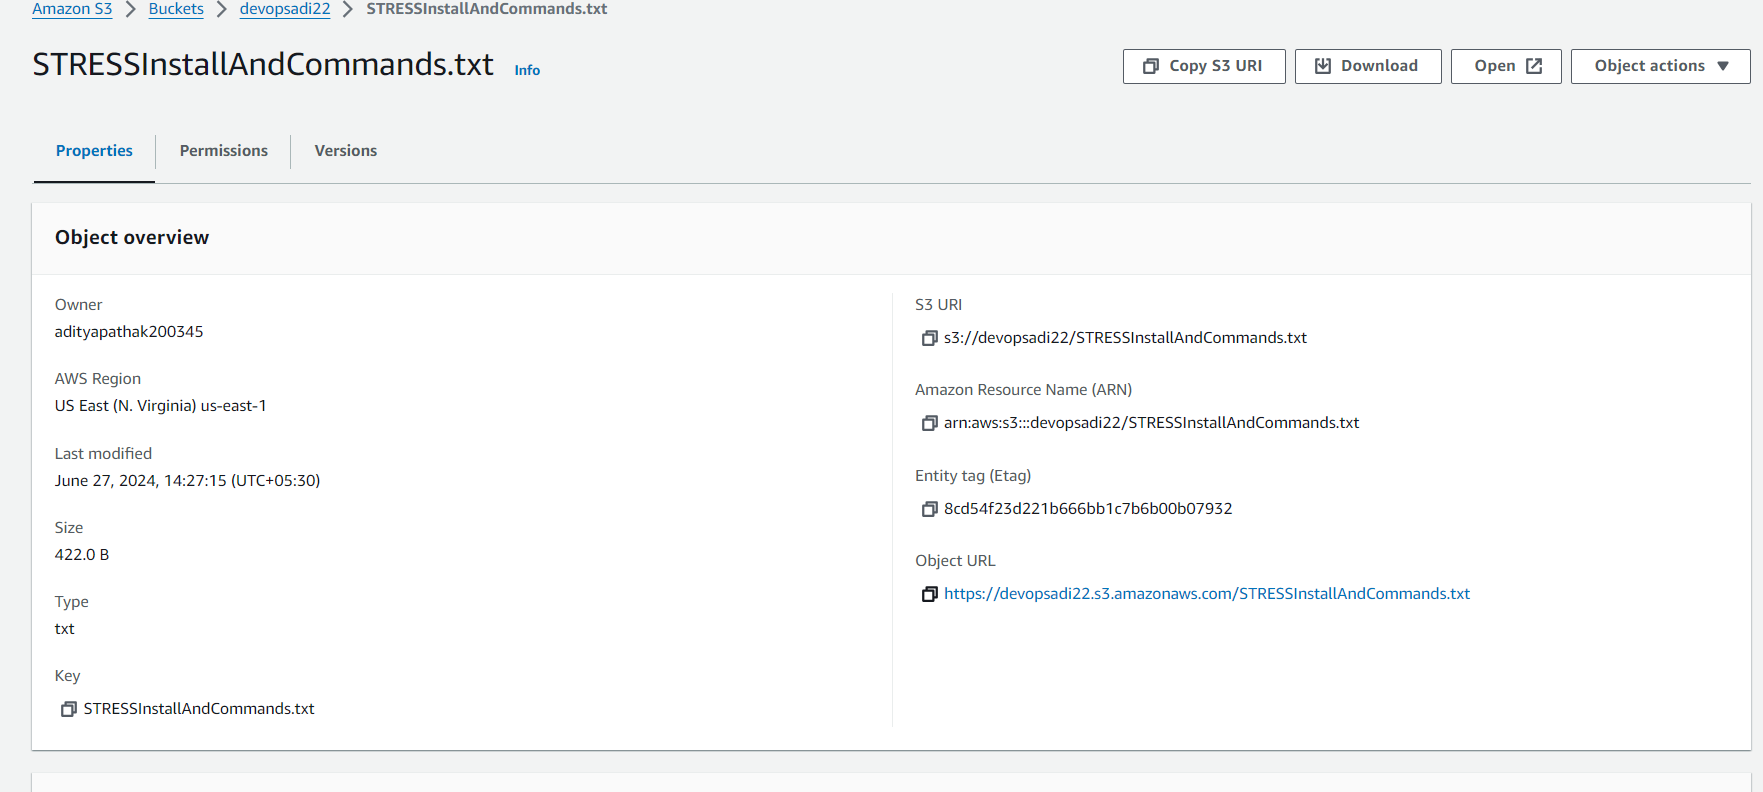 Amazon S3 > Buckets > devopsadi22 > STRESSInstallAndCommands.txt
STRESSInstallAndCommands.txt Info
Copy S3 URI Download Open Object actions
Properties Permissions Versions
Object overview
Owner
adityapathak200345
AWS Region
US East (N. Virginia) us-east-1
Last modified
June 27, 2024, 14:27:15 (UTC+05:30)
Size
422.0 B
Type
txt
Key
STRESSInstallAndCommands.txt
S3 URI
s3://devopsadi22/STRESSInstallAndCommands.txt
Amazon Resource Name (ARN)
arn:aws:s3:::devopsadi22/STRESSInstallAndCommands.txt
Entity tag (Etag)
8cd54f23d221b666bb1c7b6b00b07932
Object URL
https://devopsadi22.s3.amazonaws.com/STRESSInstallAndCommands.txt